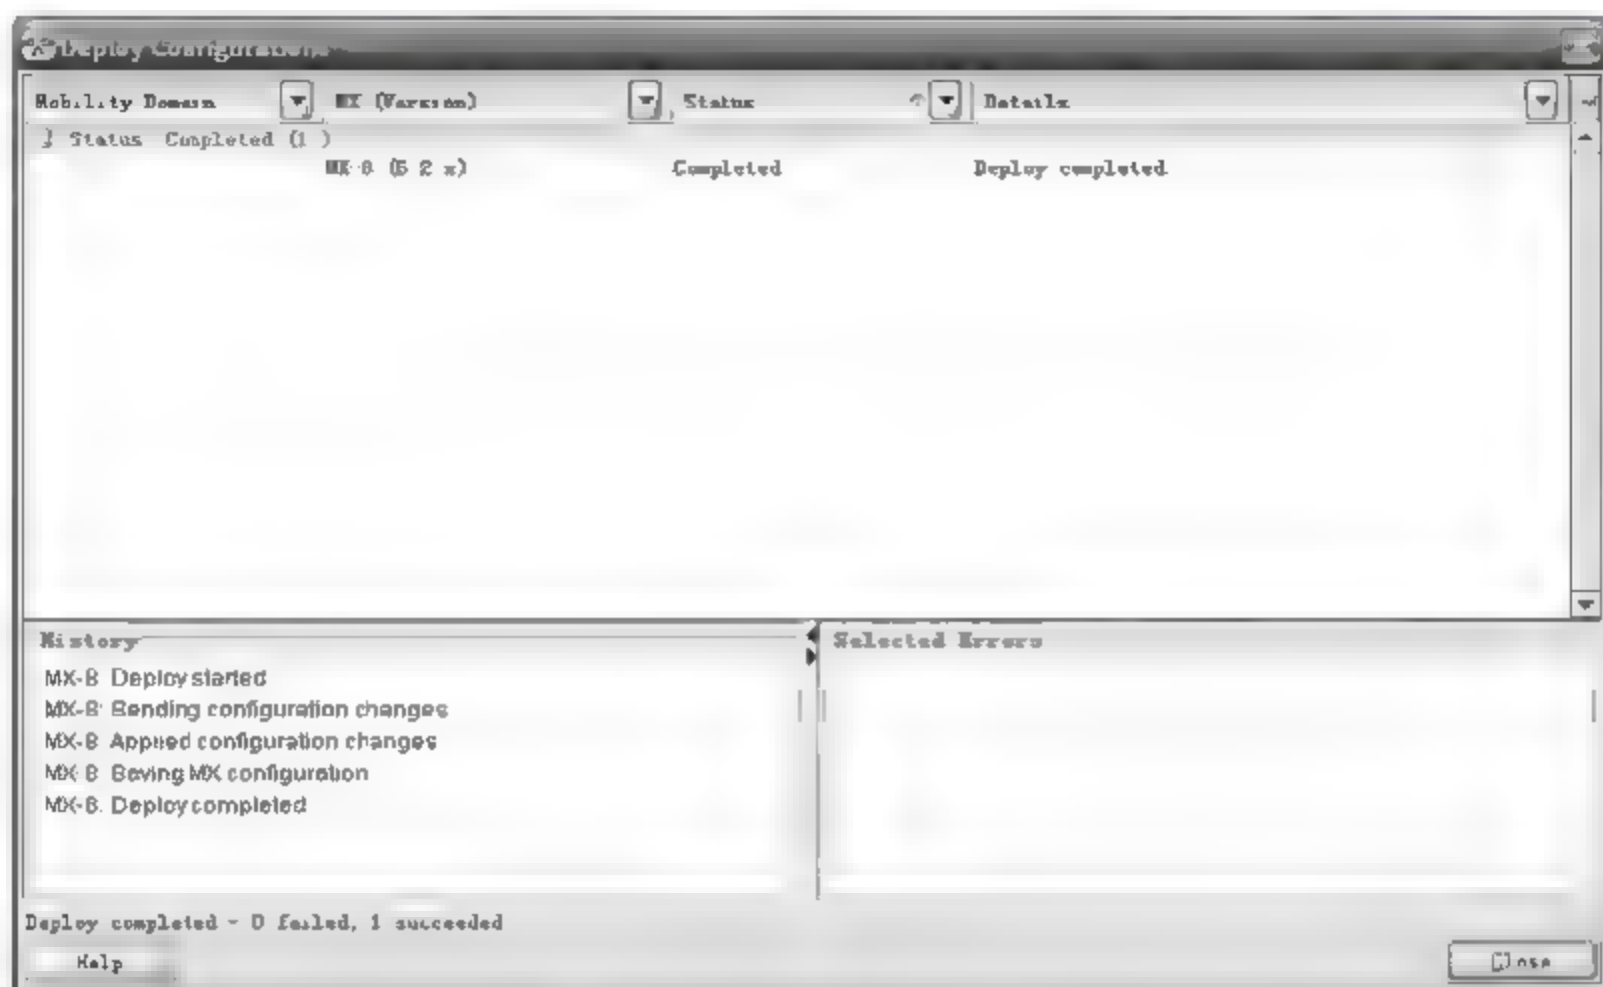 Deploy Configurations
Mobility Domain MX (Version) Status Details
Status Completed (1 )
MX-8 (5 2 x) Completed Deploy completed
History
Selected Errors
MX-8 Deploy started
MX-8: Sending configuration changes
MX-8 Applied configuration changes
MX-8 Saving MX configuration
MX-8. Deploy completed
Deploy completed - 0 failed, 1 succeeded
Help
Close